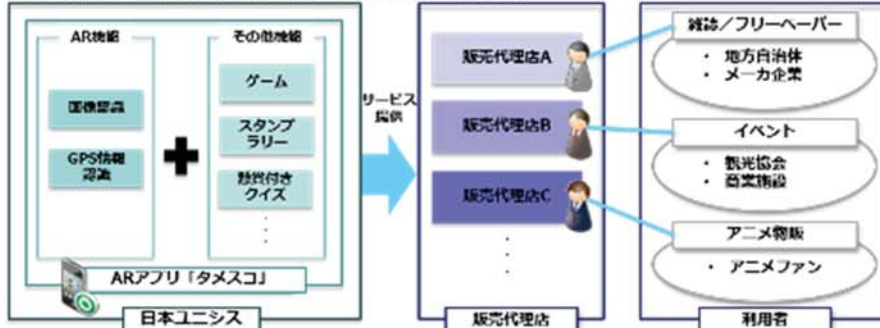 AR機能
画像認識
GPS情報
認識
その他機能
ゲーム
スタンプ
ラリー
懸賞付き
クイズ
ARアプリ「タメスコ」
日本ユニシス
サービス
提供
販売代理店A
販売代理店B
販売代理店C
販売代理店
雑誌／フリーペーパー
・ 地方自治体
・ メーカ企業
イベント
・ 観光協会
・ 商業施設
アニメ物販
・ アニメファン
利用者